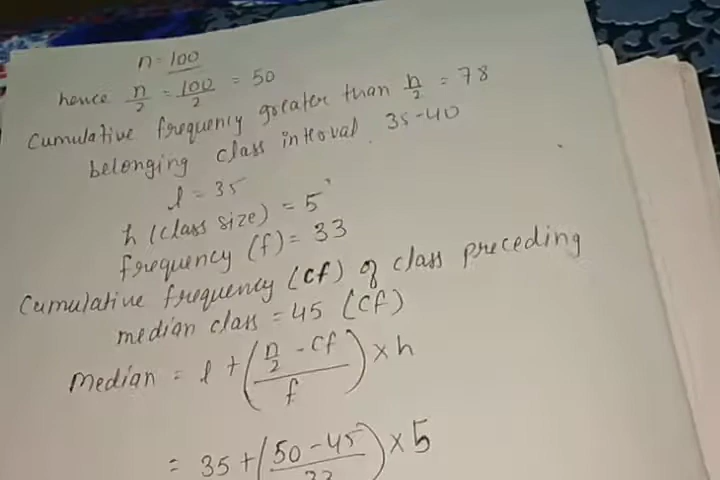 n = 100
hence n/2 = 100/2 = 50
Cumulative frequency greater than n/2 = 78
belonging class interval 35-40
l = 35
h (class size) = 5
frequency (f) = 33
Cumulative frequency (cf) of class preceding
median class = 45 (cf)
Median = l + ((n/2 - cf)/f) × h
= 35 + ((50 - 45)/33) × 5